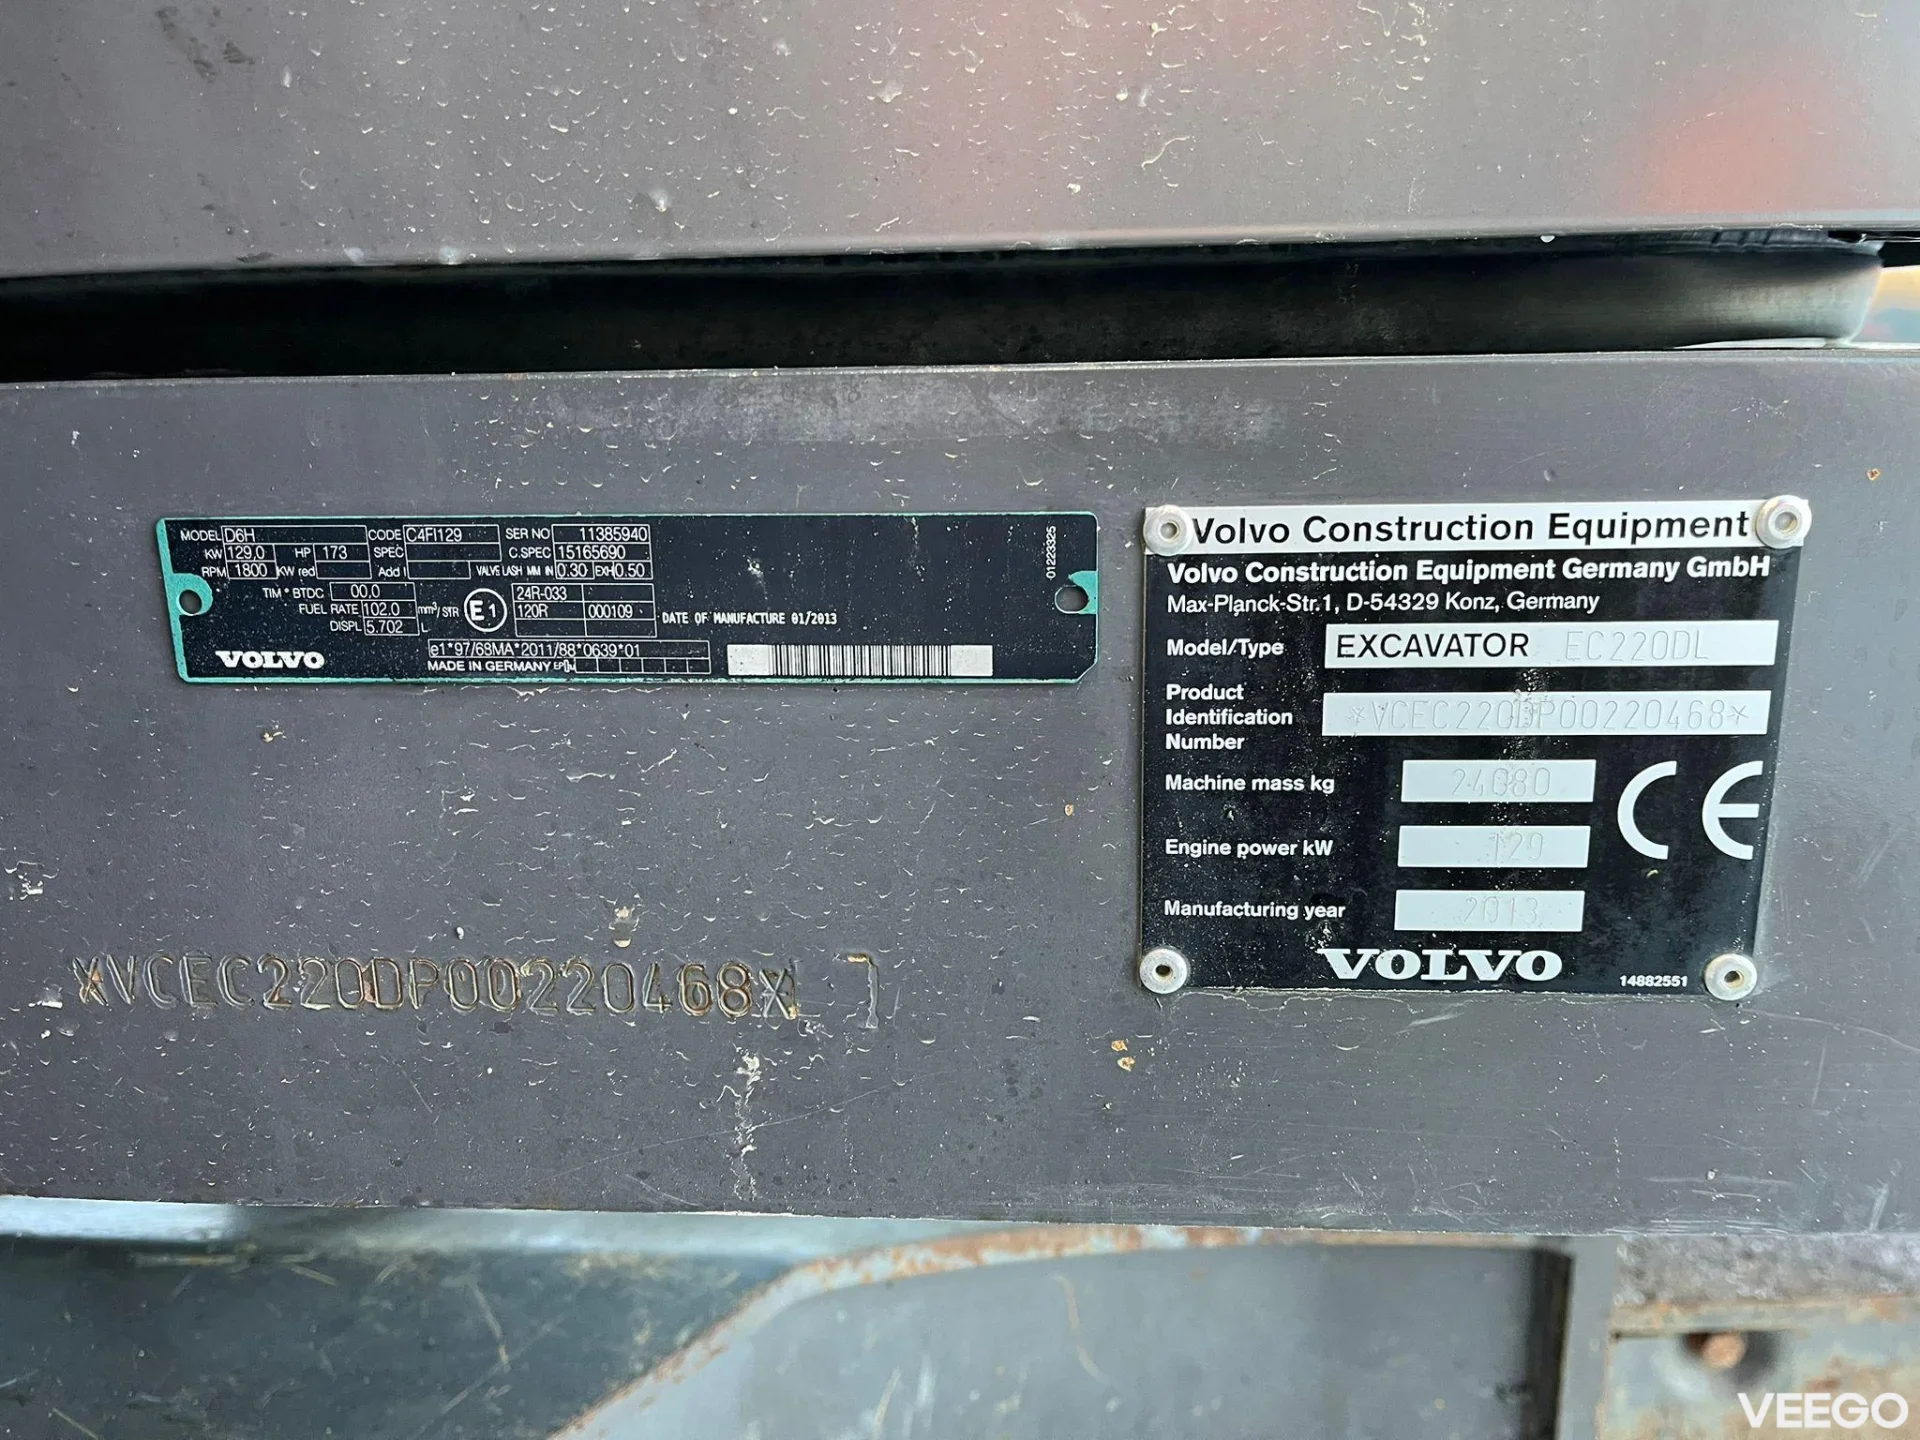 MODEL D6H CODE C4FI129 SER NO 11385940
KW 129,0 HP 173 SPEC C.SPEC 15165690
RPM 1800 KW red Add I VALVE LASH MM IN 0.30 EXH 0.50
TIM ° BTDC 00,0 24R-033
FUEL RATE 102.0 mm³/STR E1 120R 000109
DISPL 5.702 L
DATE OF MANUFACTURE 01/2013
e1*97/68MA*2011/88*0639*01
VOLVO MADE IN GERMANY
01223325
Volvo Construction Equipment
Volvo Construction Equipment Germany GmbH
Max-Planck-Str.1, D-54329 Konz, Germany
Model/Type EXCAVATOR EC220DL
Product
Identification *VCEC220DP00220468*
Number
Machine mass kg 24080
Engine power kW 129
Manufacturing year 2013
CE
VOLVO 14882551
*VCEC220DP00220468*
VEEGO